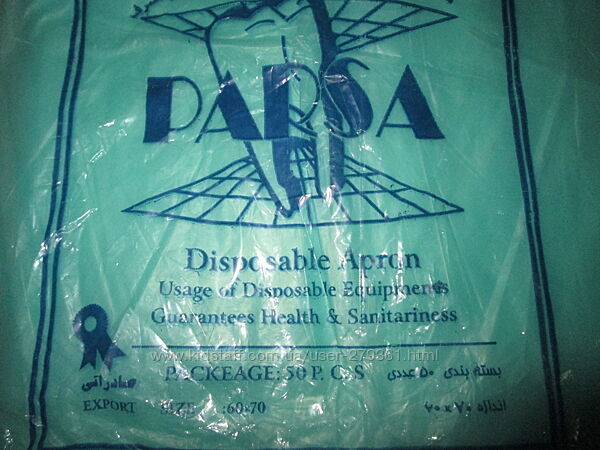 PARSA
Disposable Apron
Usage of Disposable Equipments
Guarantees Health & Sanitariness
www.kidstaff.com.ua/user-279361.html
PACKEAGE: 50 P. C. S بسته بندی ۵۰ عددی
صادراتی
EXPORT SIZE :60×70 اندازه ۷۰ × ۶۰